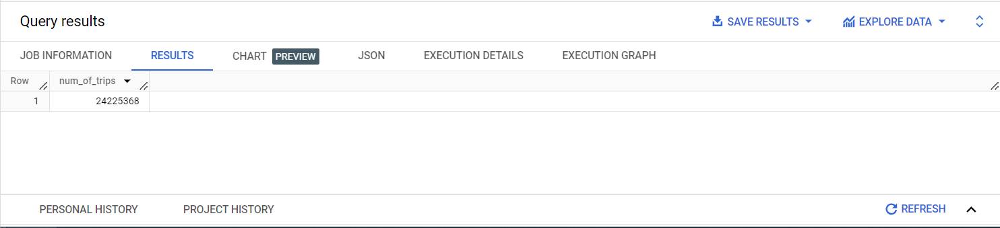 Query results
SAVE RESULTS
EXPLORE DATA
JOB INFORMATION
RESULTS
CHART PREVIEW
JSON
EXECUTION DETAILS
EXECUTION GRAPH
Row
num_of_trips
1
24225368
PERSONAL HISTORY
PROJECT HISTORY
REFRESH